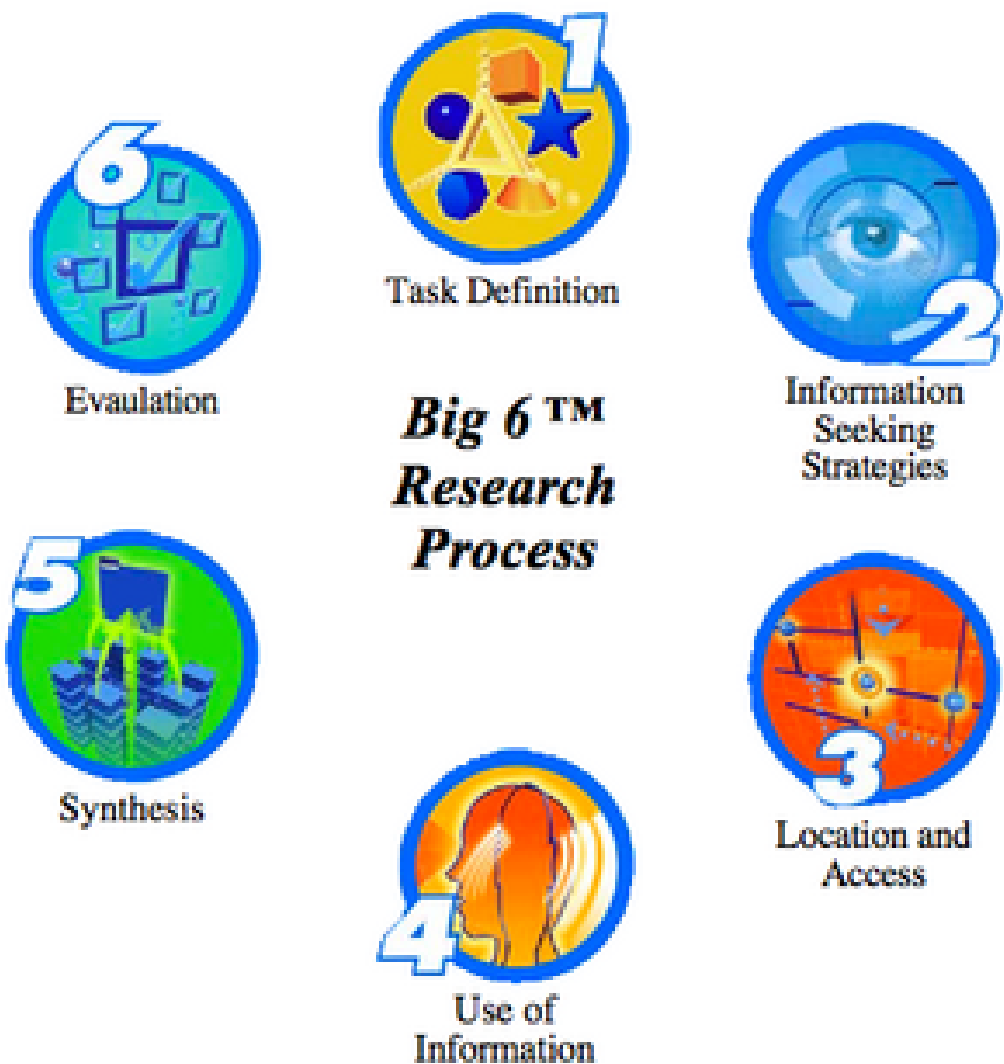 Big 6 ™
Research
Process
1
Task Definition
2
Information
Seeking
Strategies
3
Location and
Access
4
Use of
Information
5
Synthesis
6
Evaulation